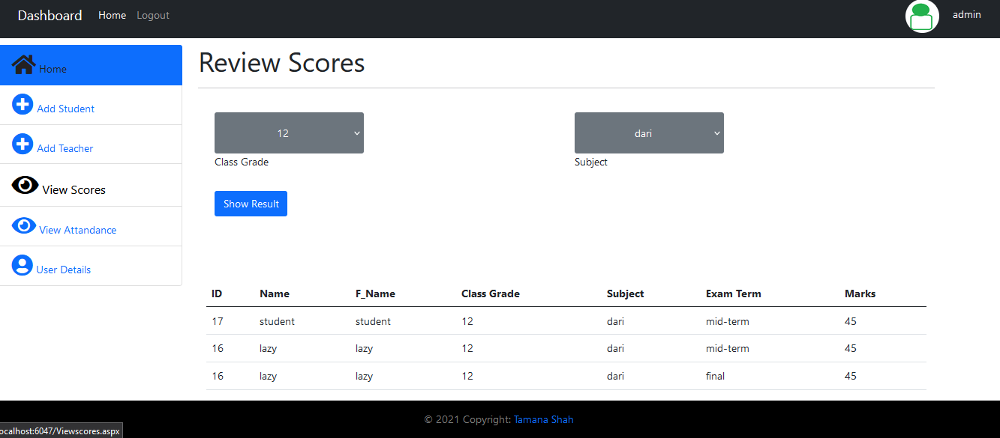 Dashboard Home Logout admin
Home
Add Student
Add Teacher
View Scores
View Attandance
User Details
Review Scores
12 dari
Class Grade Subject
Show Result
ID Name F_Name Class Grade Subject Exam Term Marks
17 student student 12 dari mid-term 45
16 lazy lazy 12 dari mid-term 45
16 lazy lazy 12 dari final 45
© 2021 Copyright: Tamana Shah
ocalhost:6047/Viewscores.aspx